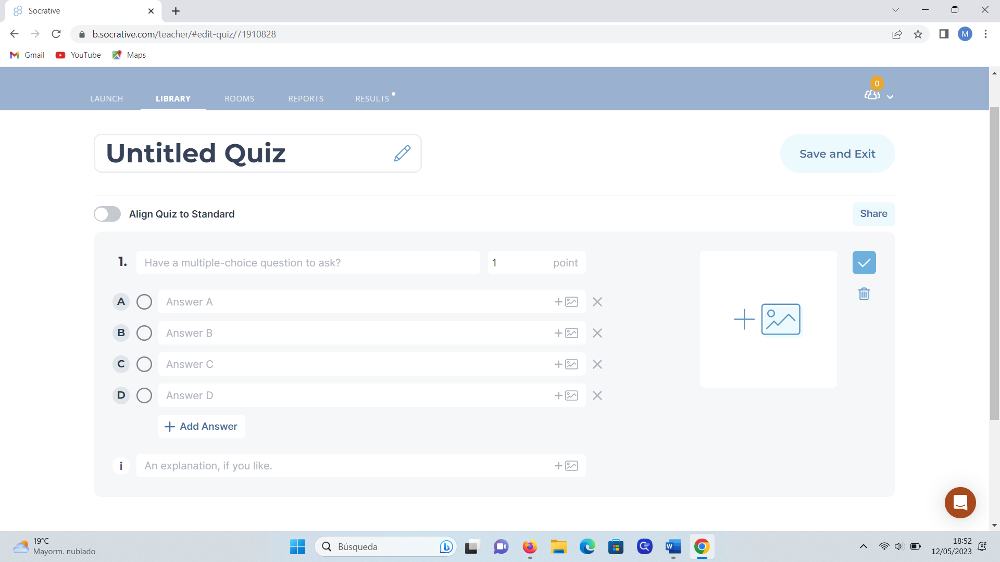 Socrative
b.socrative.com/teacher/#edit-quiz/71910828
M
Gmail YouTube Maps
0
LAUNCH LIBRARY ROOMS REPORTS RESULTS
Untitled Quiz
Save and Exit
Align Quiz to Standard
Share
1. Have a multiple-choice question to ask? 1 point
A Answer A
B Answer B
C Answer C
D Answer D
Add Answer
i An explanation, if you like.
19°C
Mayorm. nublado
Búsqueda
18:52
12/05/2023